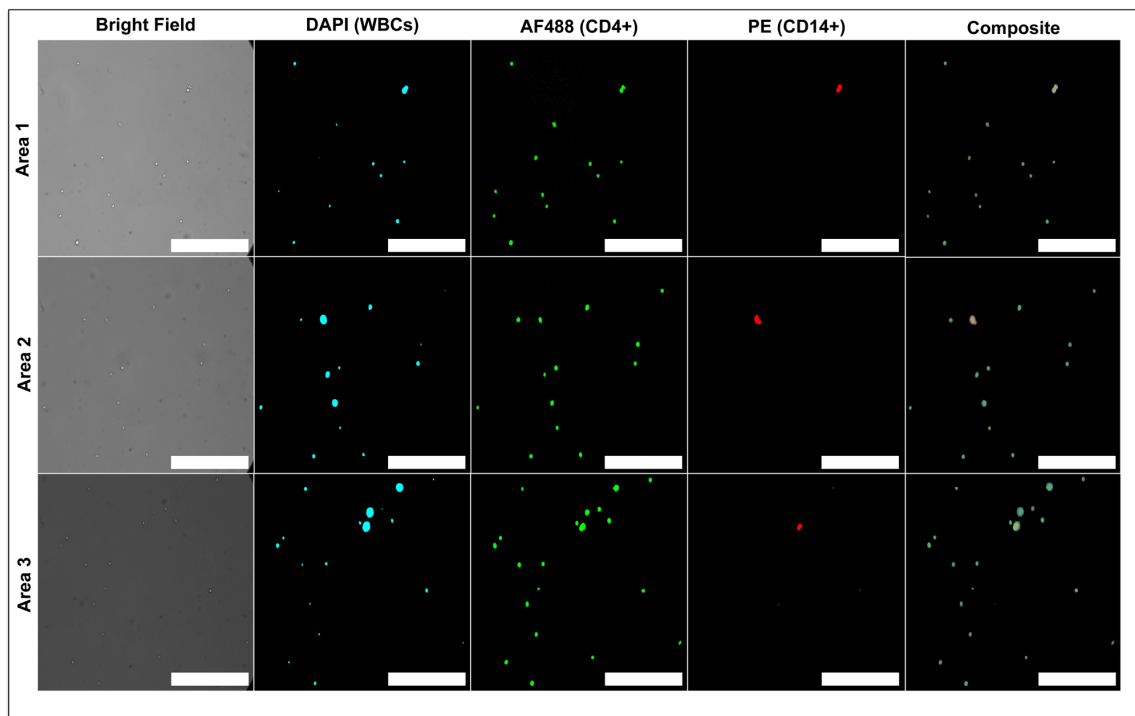 Bright Field
DAPI (WBCs)
AF488 (CD4+)
PE (CD14+)
Composite
Area 1
Area 2
Area 3